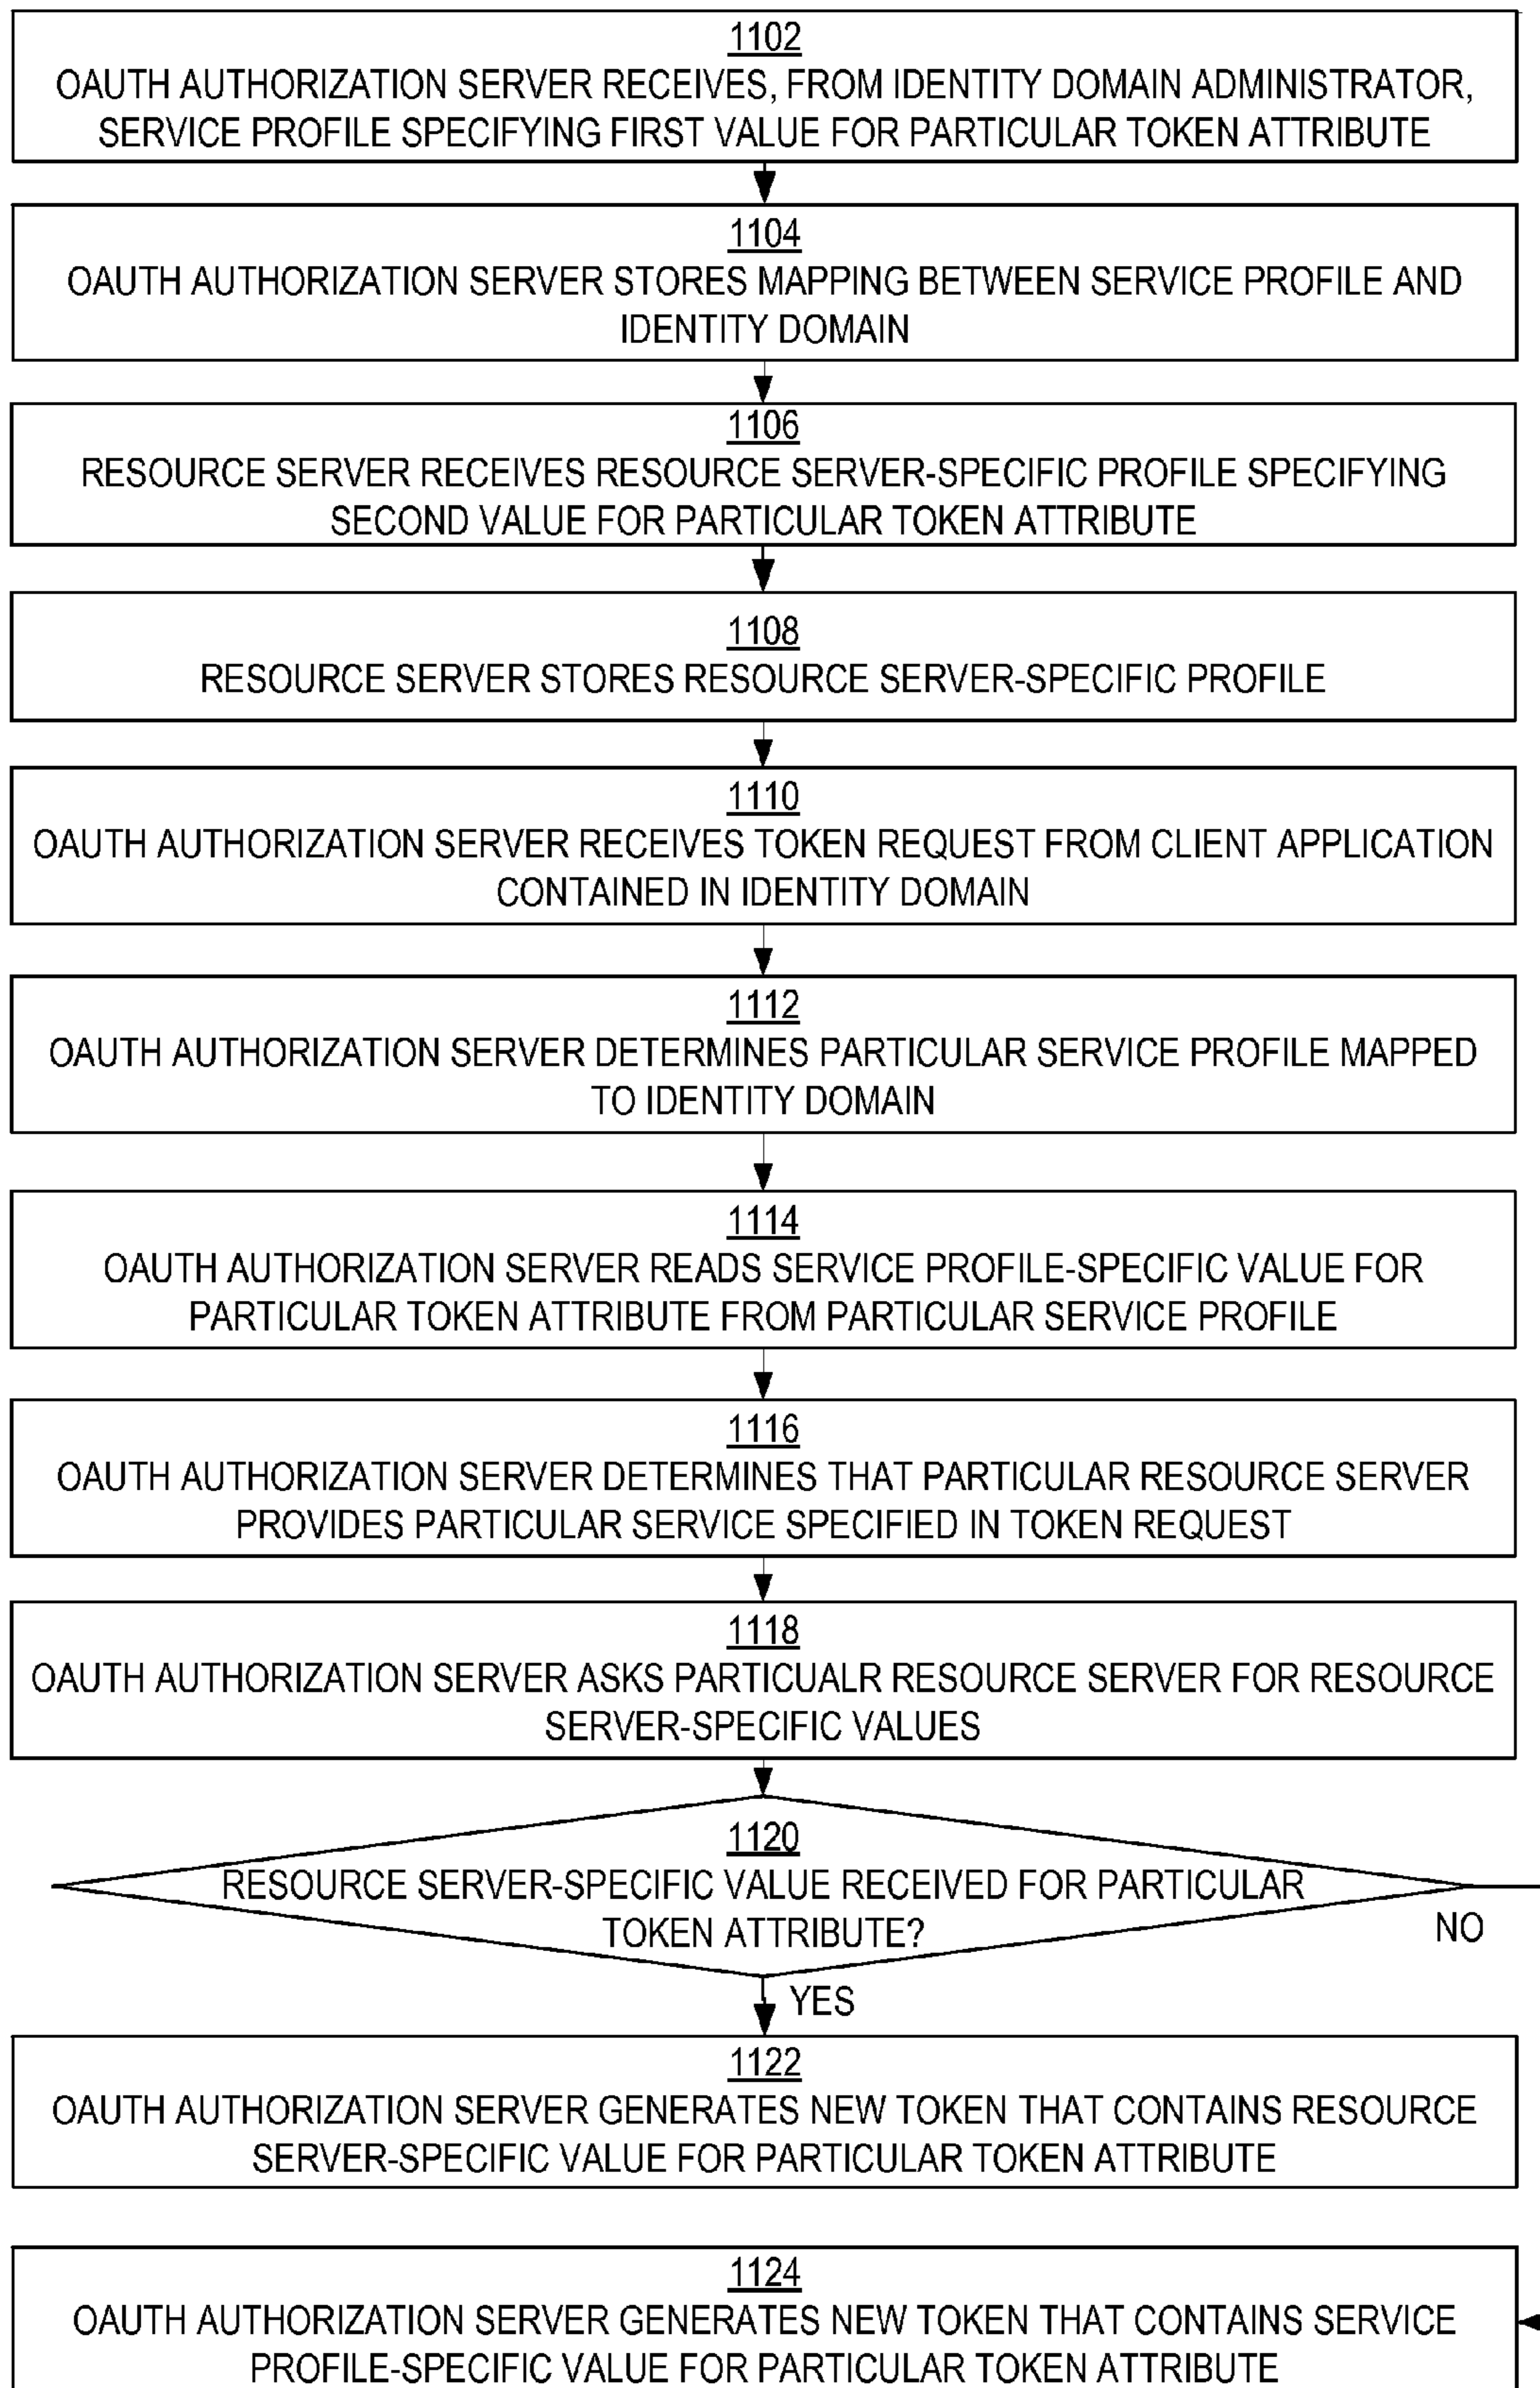 1102
OAUTH AUTHORIZATION SERVER RECEIVES, FROM IDENTITY DOMAIN ADMINISTRATOR,
SERVICE PROFILE SPECIFYING FIRST VALUE FOR PARTICULAR TOKEN ATTRIBUTE
1104
OAUTH AUTHORIZATION SERVER STORES MAPPING BETWEEN SERVICE PROFILE AND
IDENTITY DOMAIN
1106
RESOURCE SERVER RECEIVES RESOURCE SERVER-SPECIFIC PROFILE SPECIFYING
SECOND VALUE FOR PARTICULAR TOKEN ATTRIBUTE
1108
RESOURCE SERVER STORES RESOURCE SERVER-SPECIFIC PROFILE
1110
OAUTH AUTHORIZATION SERVER RECEIVES TOKEN REQUEST FROM CLIENT APPLICATION
CONTAINED IN IDENTITY DOMAIN
1112
OAUTH AUTHORIZATION SERVER DETERMINES PARTICULAR SERVICE PROFILE MAPPED
TO IDENTITY DOMAIN
1114
OAUTH AUTHORIZATION SERVER READS SERVICE PROFILE-SPECIFIC VALUE FOR
PARTICULAR TOKEN ATTRIBUTE FROM PARTICULAR SERVICE PROFILE
1116
OAUTH AUTHORIZATION SERVER DETERMINES THAT PARTICULAR RESOURCE SERVER
PROVIDES PARTICULAR SERVICE SPECIFIED IN TOKEN REQUEST
1118
OAUTH AUTHORIZATION SERVER ASKS PARTICUALR RESOURCE SERVER FOR RESOURCE
SERVER-SPECIFIC VALUES
1120
RESOURCE SERVER-SPECIFIC VALUE RECEIVED FOR PARTICULAR
TOKEN ATTRIBUTE?
NO
YES
1122
OAUTH AUTHORIZATION SERVER GENERATES NEW TOKEN THAT CONTAINS RESOURCE
SERVER-SPECIFIC VALUE FOR PARTICULAR TOKEN ATTRIBUTE
1124
OAUTH AUTHORIZATION SERVER GENERATES NEW TOKEN THAT CONTAINS SERVICE
PROFILE-SPECIFIC VALUE FOR PARTICULAR TOKEN ATTRIBUTE